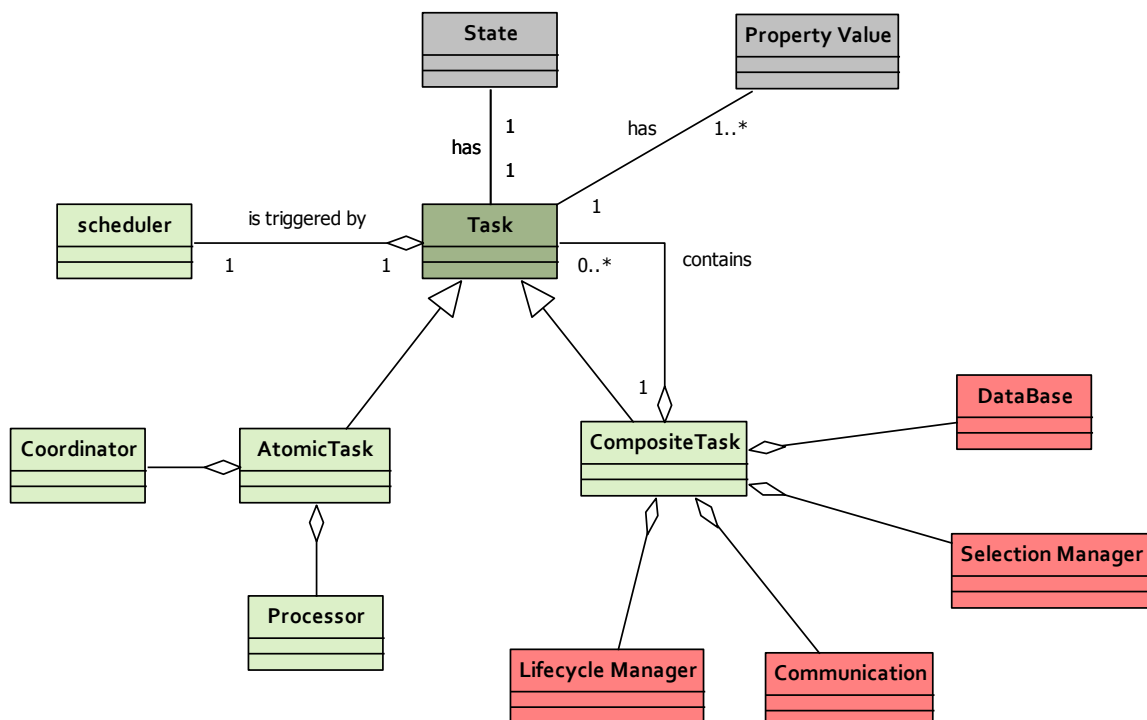 State
Property Value
1
has
1..*
has
1
1
scheduler
is triggered by
Task
1
1
0..*
contains
1
DataBase
Coordinator
AtomicTask
CompositeTask
Selection Manager
Processor
Lifecycle Manager
Communication